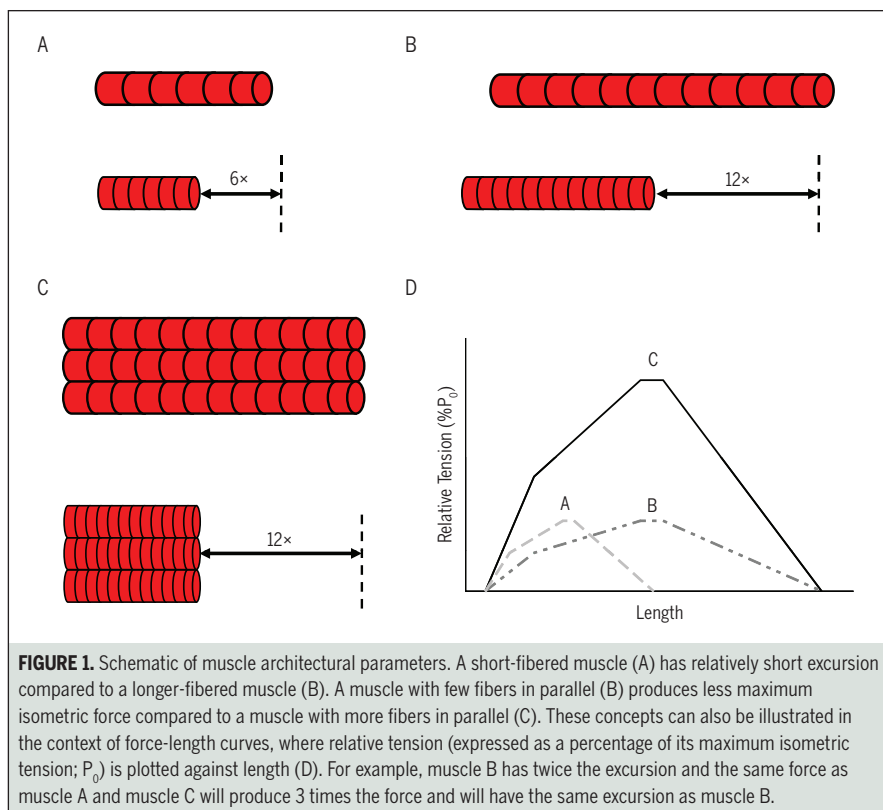 A
B
6×
12×
C
D
12×
Relative Tension (%P₀)
C
A
B
Length
FIGURE 1. Schematic of muscle architectural parameters. A short-fibered muscle (A) has relatively short excursion
compared to a longer-fibered muscle (B). A muscle with few fibers in parallel (B) produces less maximum
isometric force compared to a muscle with more fibers in parallel (C). These concepts can also be illustrated in
the context of force-length curves, where relative tension (expressed as a percentage of its maximum isometric
tension; P₀) is plotted against length (D). For example, muscle B has twice the excursion and the same force as
muscle A and muscle C will produce 3 times the force and will have the same excursion as muscle B.